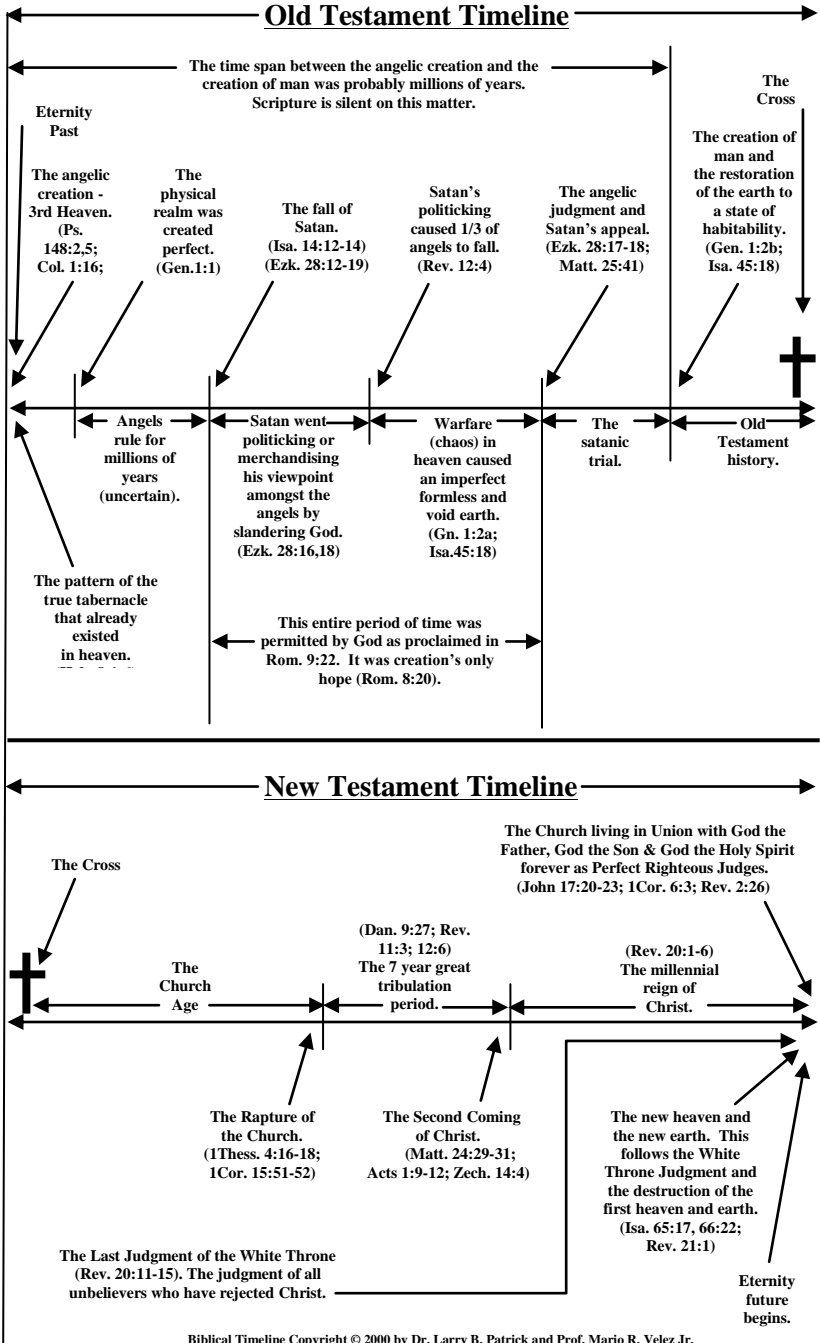 Old Testament Timeline
The time span between the angelic creation and the
creation of man was probably millions of years.
Scripture is silent on this matter.
The
Cross
Eternity
Past
The angelic
creation -
3rd Heaven.
(Ps.
148:2,5;
Col. 1:16;
The
physical
realm was
created
perfect.
(Gen.1:1)
The fall of
Satan.
(Isa. 14:12-14)
(Ezk. 28:12-19)
Satan's
politicking
caused 1/3 of
angels to fall.
(Rev. 12:4)
The angelic
judgment and
Satan's appeal.
(Ezk. 28:17-18;
Matt. 25:41)
The creation of
man and
the restoration
of the earth to
a state of
habitability.
(Gen. 1:2b;
Isa. 45:18)
Angels
rule for
millions of
years
(uncertain).
Satan went
politicking or
merchandising
his viewpoint
amongst the
angels by
slandering God.
(Ezk. 28:16,18)
Warfare
(chaos) in
heaven caused
an imperfect
formless and
void earth.
(Gn. 1:2a;
Isa.45:18)
The
satanic
trial.
Old
Testament
history.
The pattern of the
true tabernacle
that already
existed
in heaven.
This entire period of time was
permitted by God as proclaimed in
Rom. 9:22.  It was creation's only
hope (Rom. 8:20).
New Testament Timeline
The Church living in Union with God the
Father, God the Son & God the Holy Spirit
forever as Perfect Righteous Judges.
(John 17:20-23; 1Cor. 6:3; Rev. 2:26)
The Cross
The
Church
Age
(Dan. 9:27; Rev.
11:3; 12:6)
The 7 year great
tribulation
period.
(Rev. 20:1-6)
The millennial
reign of
Christ.
The Rapture of
the Church.
(1Thess. 4:16-18;
1Cor. 15:51-52)
The Second Coming
of Christ.
(Matt. 24:29-31;
Acts 1:9-12; Zech. 14:4)
The new heaven and
the new earth.  This
follows the White
Throne Judgment and
the destruction of the
first heaven and earth.
(Isa. 65:17, 66:22;
Rev. 21:1)
The Last Judgment of the White Throne
(Rev. 20:11-15). The judgment of all
unbelievers who have rejected Christ.
Eternity
future
begins.
Biblical Timeline Copyright © 2000 by Dr. Larry B. Patrick and Prof. Mario R. Velez Jr.